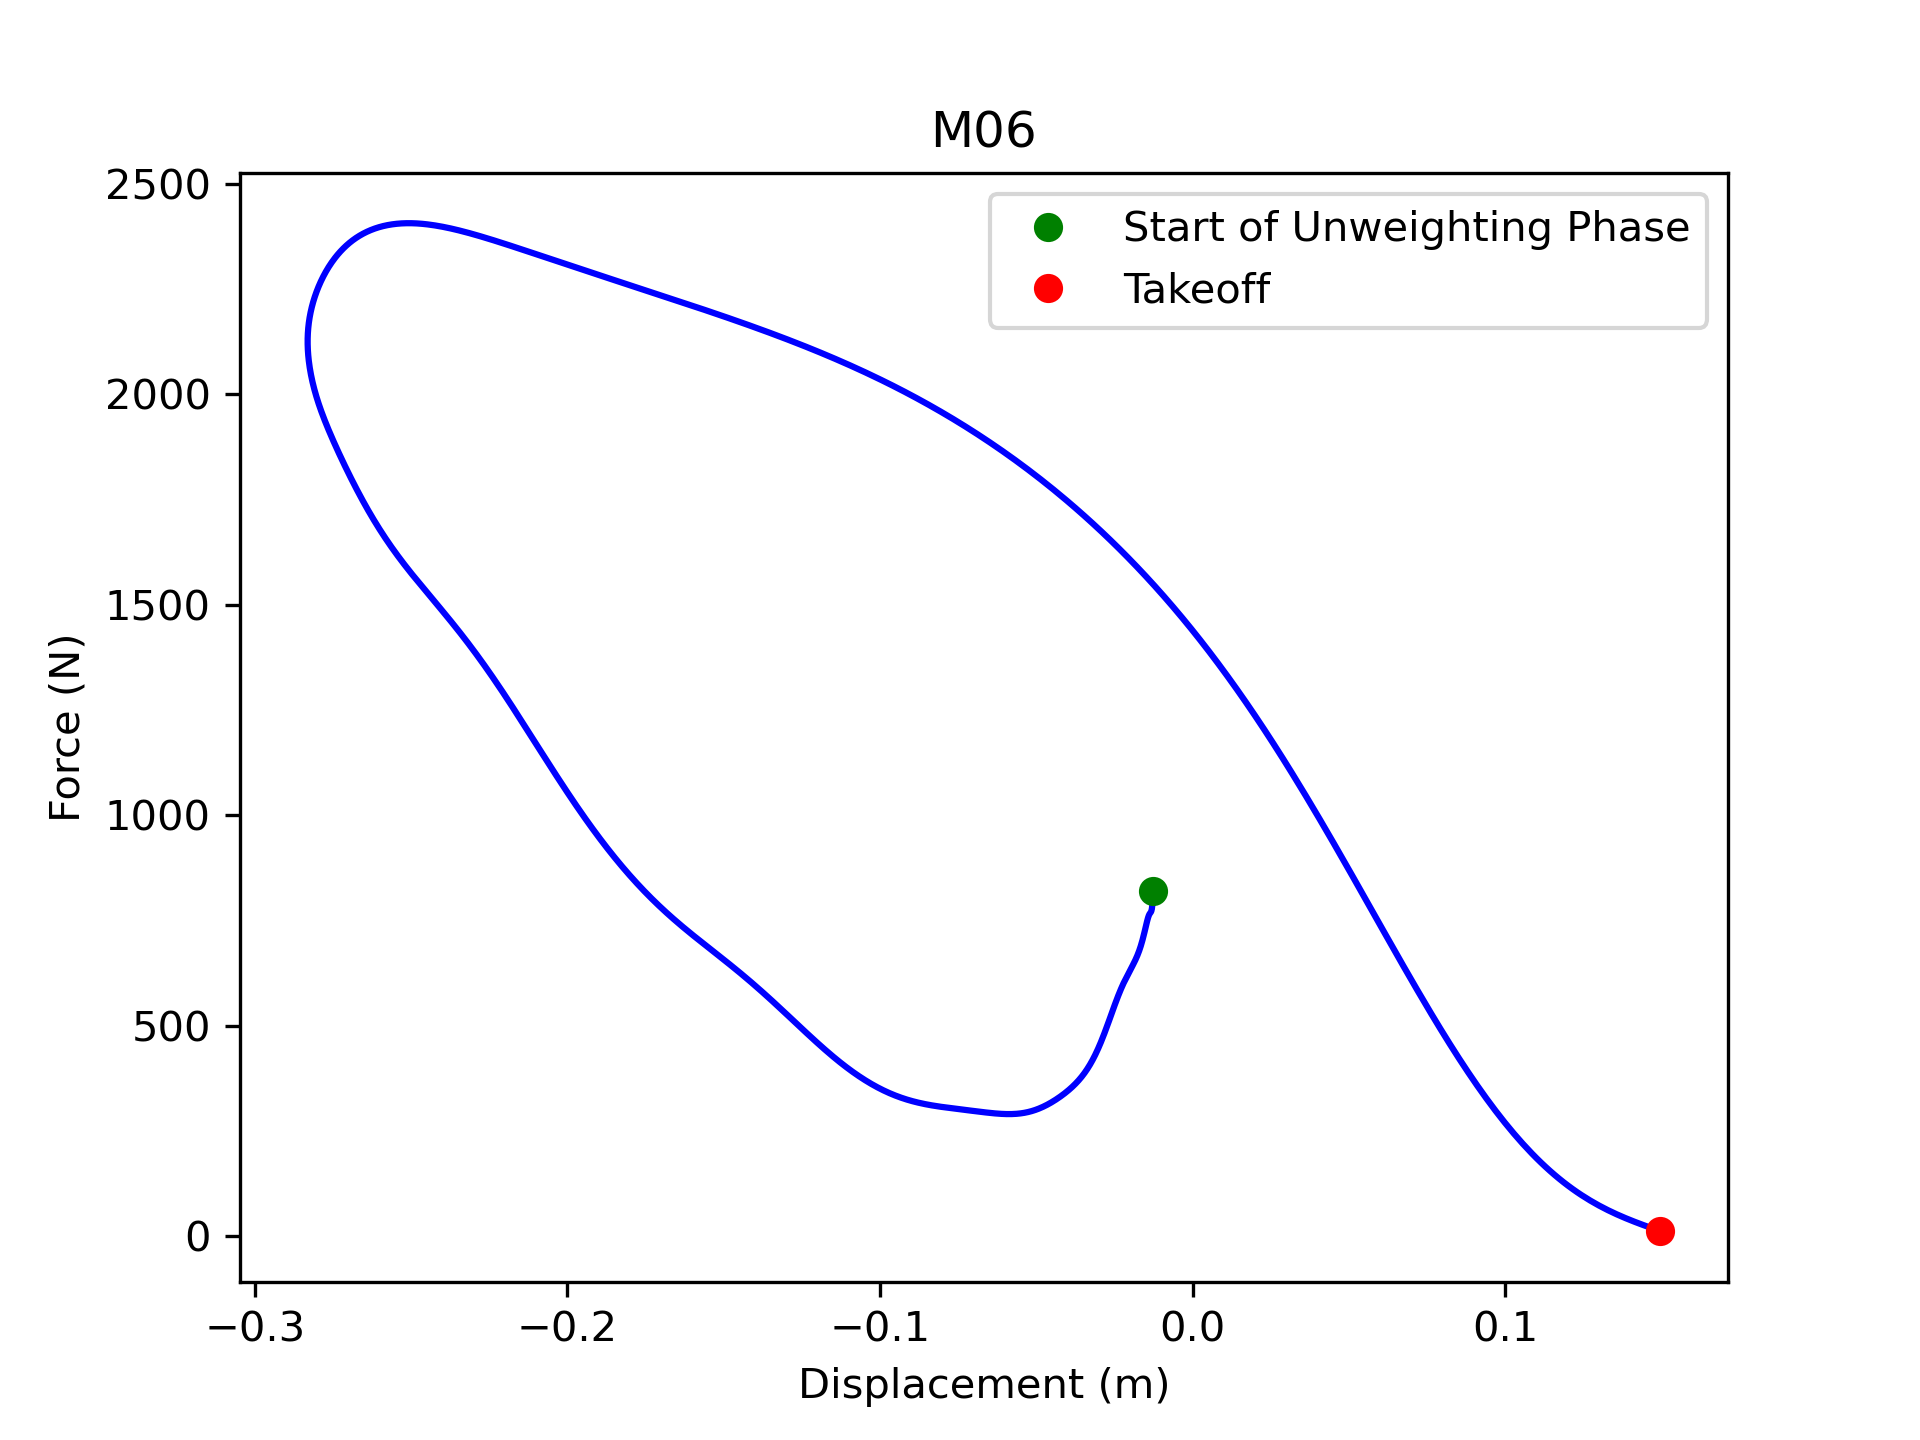 M06
2500
2000
1500
1000
500
0
Force (N)
Start of Unweighting Phase
Takeoff
−0.3 −0.2 −0.1 0.0 0.1
Displacement (m)